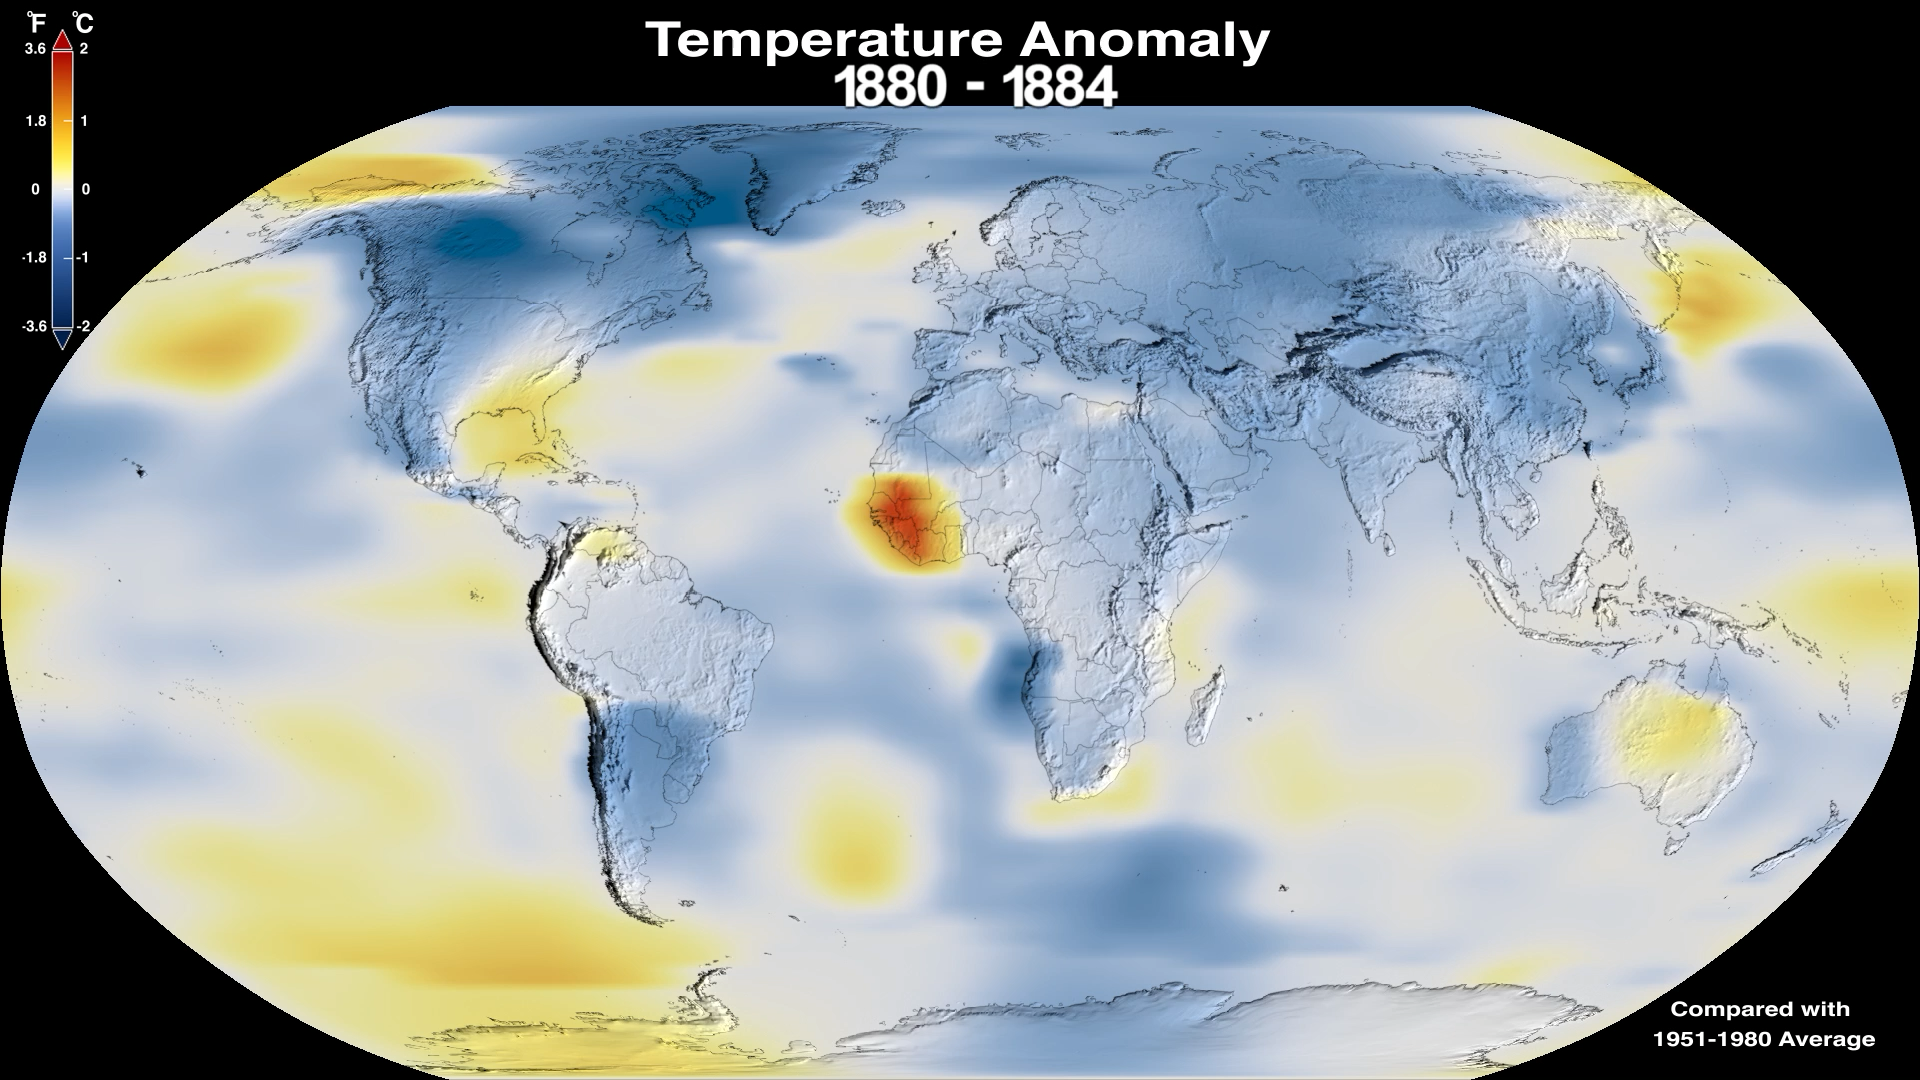 Temperature Anomaly
1880 - 1884
°F °C
3.6 2
1.8 1
0 0
-1.8 -1
-3.6 -2
Compared with
1951-1980 Average